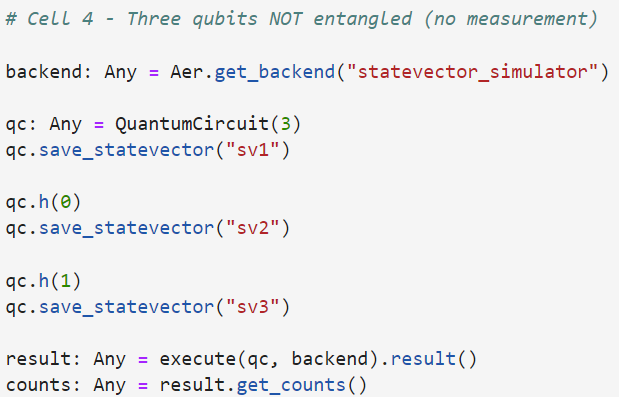 # Cell 4 - Three qubits NOT entangled (no measurement)
backend: Any = Aer.get_backend("statevector_simulator")
qc: Any = QuantumCircuit(3)
qc.save_statevector("sv1")
qc.h(0)
qc.save_statevector("sv2")
qc.h(1)
qc.save_statevector("sv3")
result: Any = execute(qc, backend).result()
counts: Any = result.get_counts()